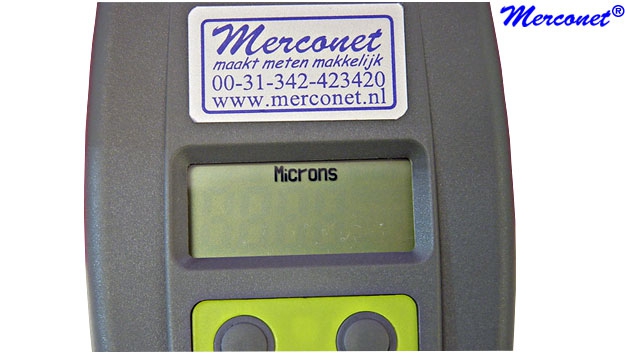 Merconet®
Merconet
maakt meten makkelijk
00-31-342-423420
www.merconet.nl
Microns